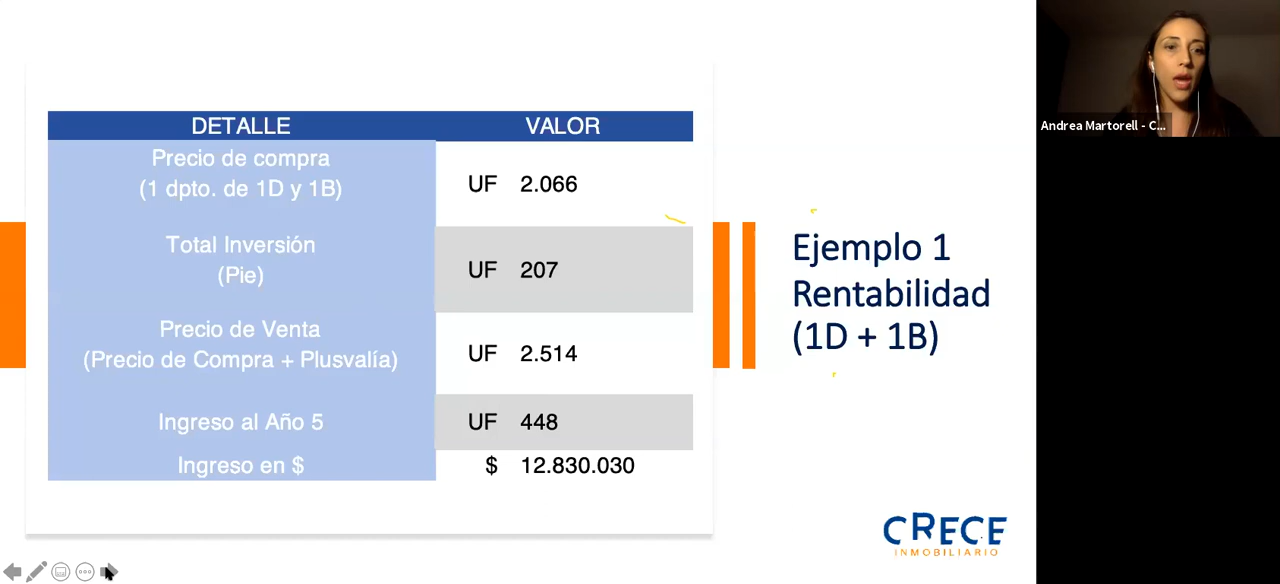 DETALLE VALOR
Precio de compra
(1 dpto. de 1D y 1B)
UF 2.066
Total Inversión
(Pie)
UF 207
Precio de Venta
(Precio de Compra + Plusvalía)
UF 2.514
Ingreso al Año 5 UF 448
Ingreso en $ $ 12.830.030
Ejemplo 1
Rentabilidad
(1D + 1B)
CRECE
INMOBILIARIO
Andrea Martorell - C...